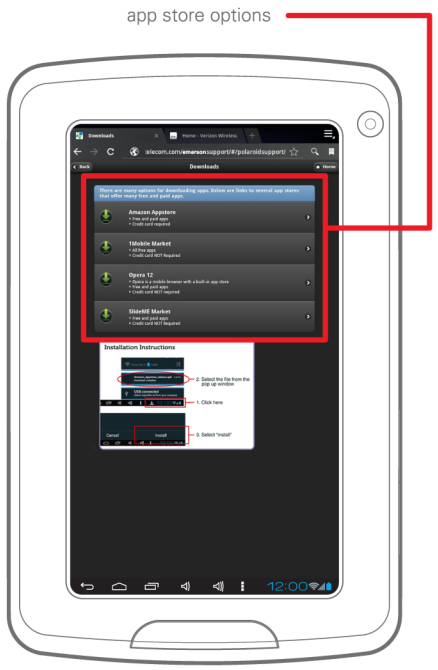 app store options
Downloads
Home - Verizon Wireless
telecom.com/emersonsupport/#/polaroidsupport/
Back
Downloads
Home
There are many options for downloading apps. Below are links to several app stores
that offer many free and paid apps.
Amazon Appstore
• Free and paid apps
• Credit card required
1Mobile Market
• All free apps
• Credit card NOT Required
Opera 12
• Opera is a mobile browser with a built-in app store
• Free and paid apps
• Credit card NOT required
SlideME Market
• Free and paid apps
• Credit card NOT Required
Installation Instructions
Download complete
2. Select the file from the
pop up window
USB connected
1. Click here
Cancel
Install
3. Select "install"
12:00